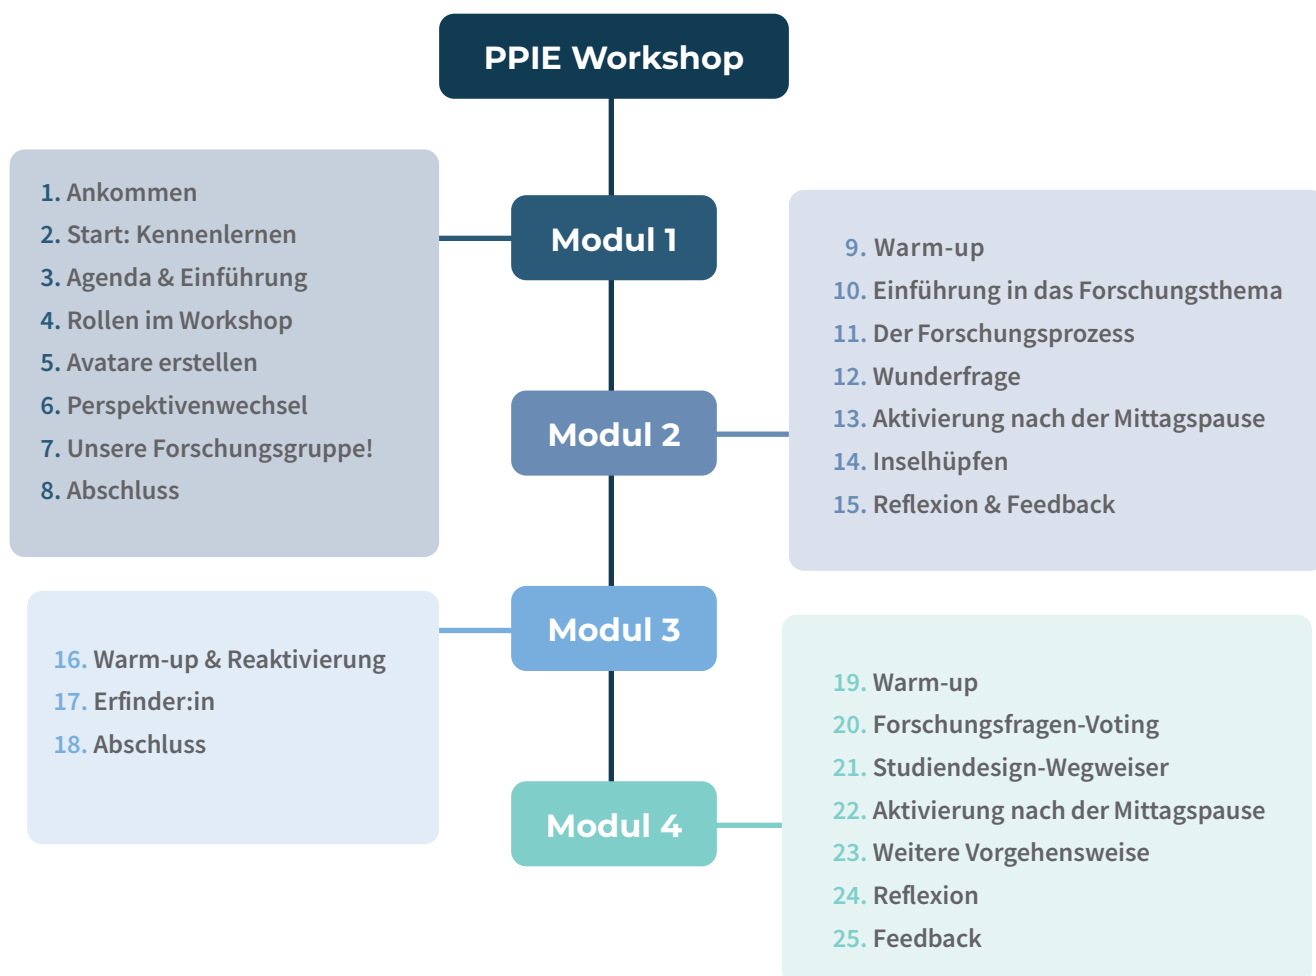 PPIE Workshop
Modul 1
1. Ankommen
2. Start: Kennenlernen
3. Agenda & Einführung
4. Rollen im Workshop
5. Avatare erstellen
6. Perspektivenwechsel
7. Unsere Forschungsgruppe!
8. Abschluss
Modul 2
9. Warm-up
10. Einführung in das Forschungsthema
11. Der Forschungsprozess
12. Wunderfrage
13. Aktivierung nach der Mittagspause
14. Inselhüpfen
15. Reflexion & Feedback
Modul 3
16. Warm-up & Reaktivierung
17. Erfinder:in
18. Abschluss
Modul 4
19. Warm-up
20. Forschungsfragen-Voting
21. Studiendesign-Wegweiser
22. Aktivierung nach der Mittagspause
23. Weitere Vorgehensweise
24. Reflexion
25. Feedback